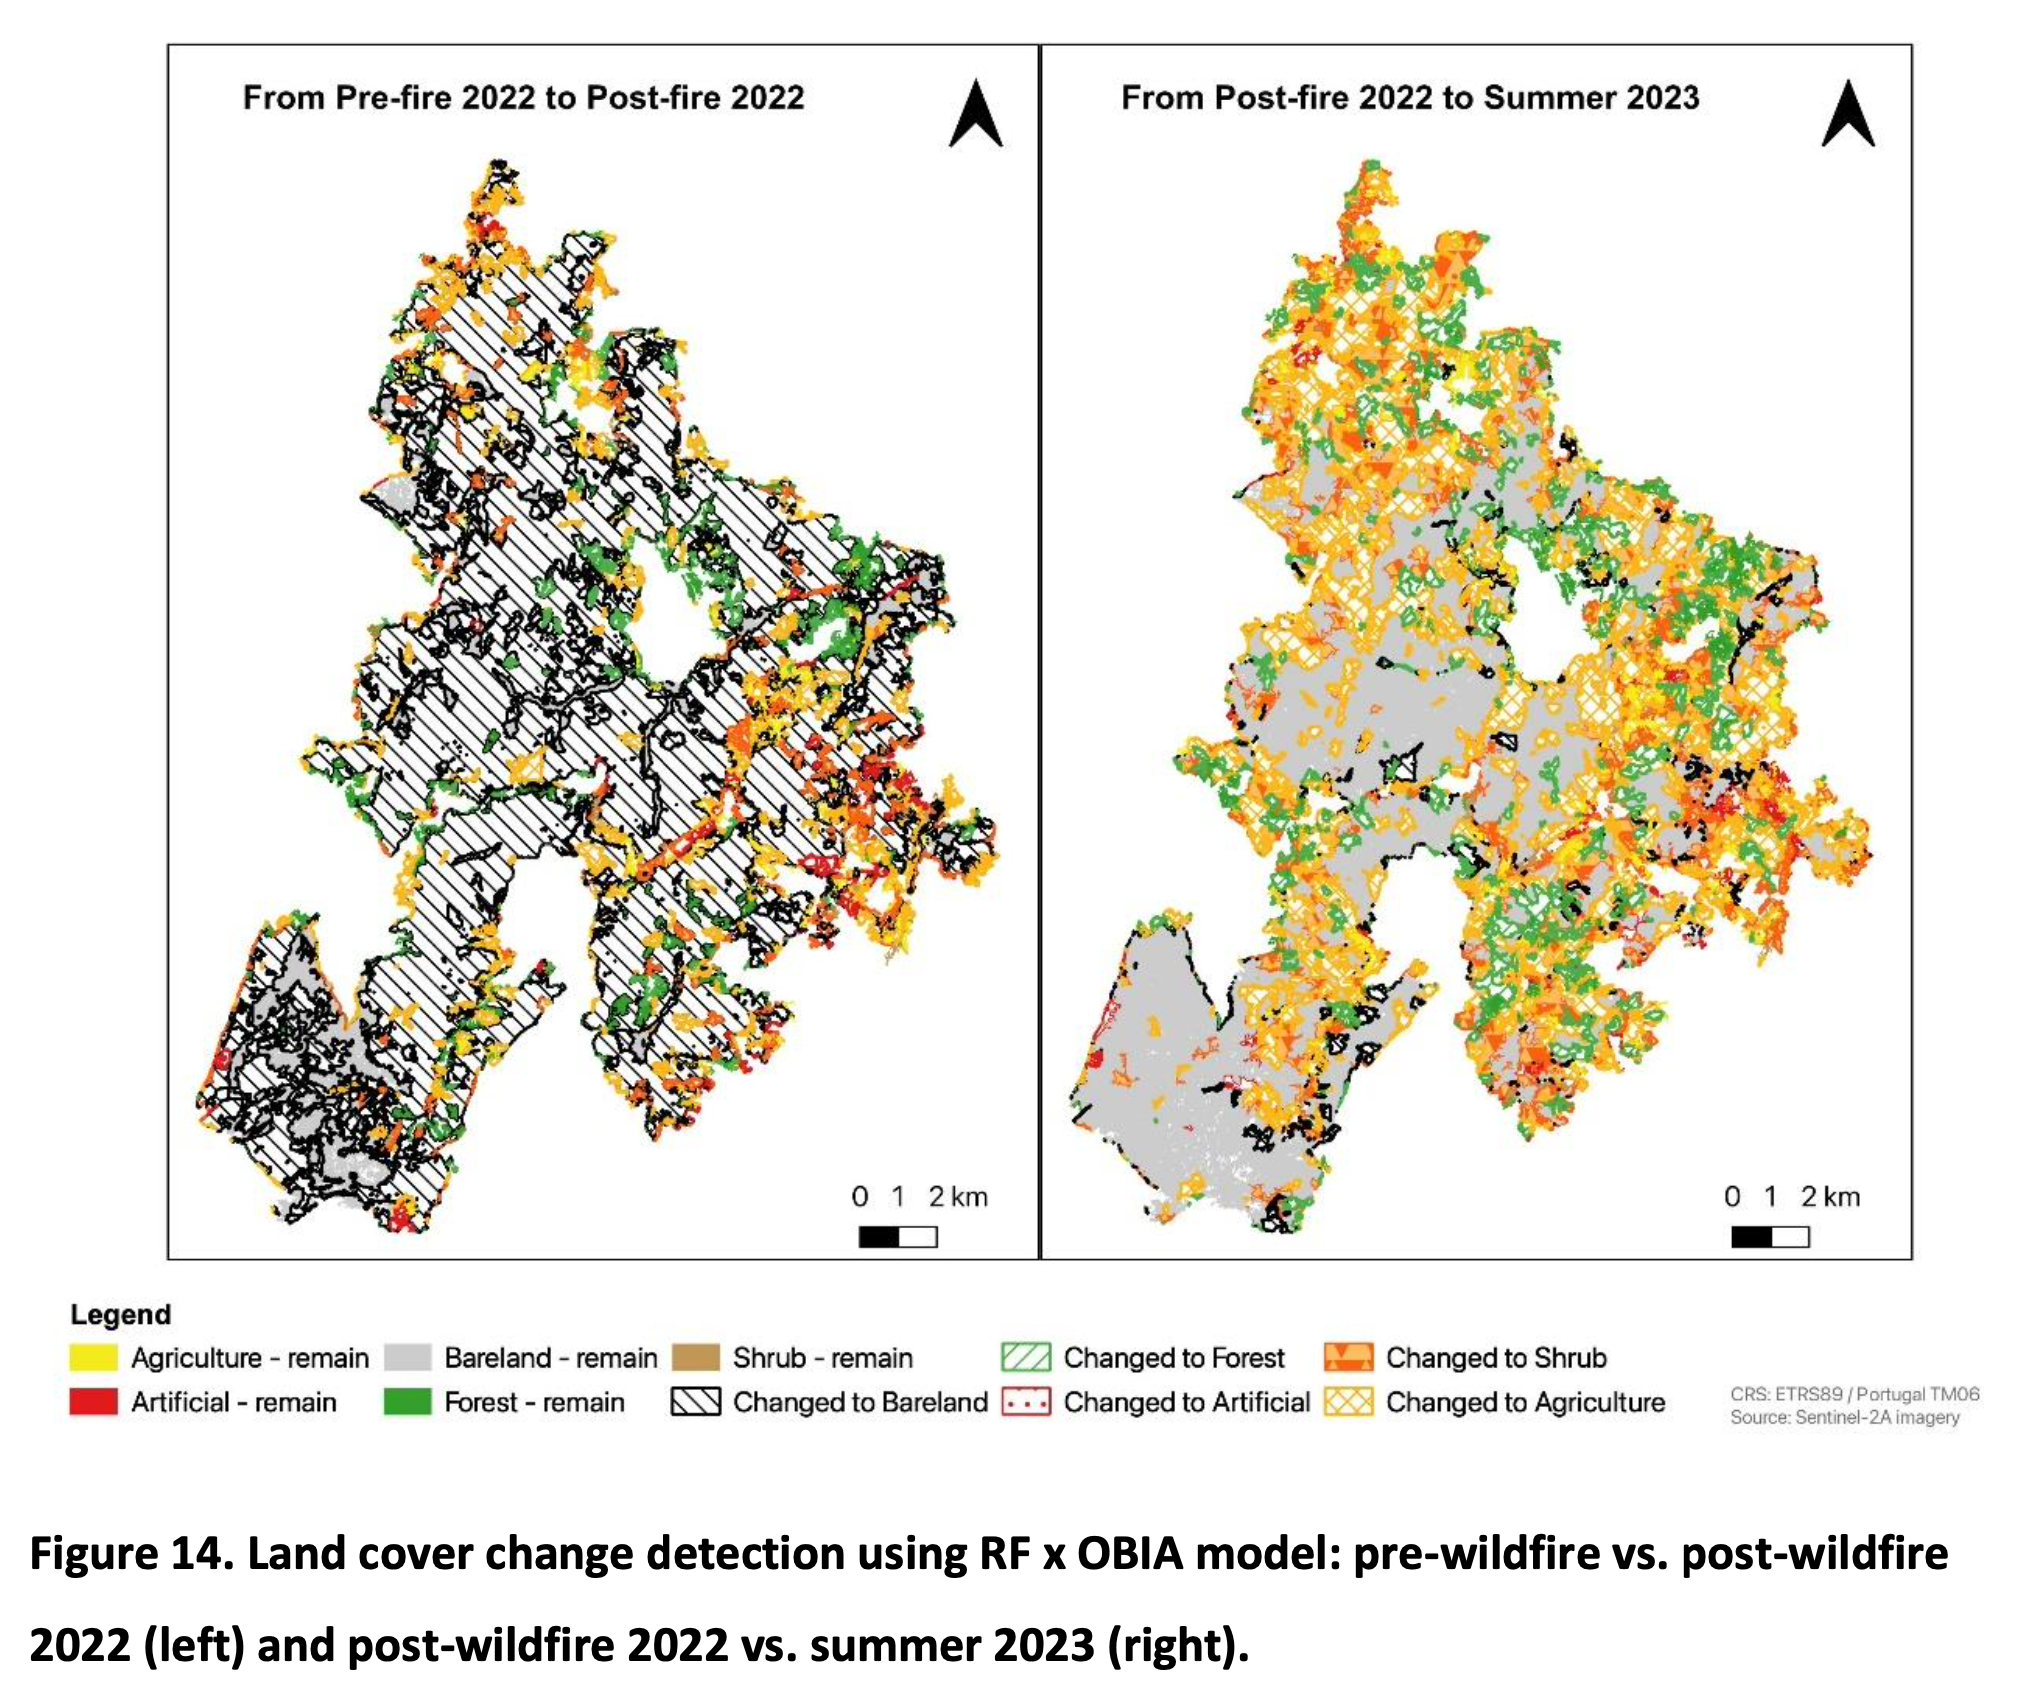 From Pre-fire 2022 to Post-fire 2022
From Post-fire 2022 to Summer 2023
0 1 2 km
0 1 2 km
Legend
Agriculture - remain
Bareland - remain
Shrub - remain
Changed to Forest
Changed to Shrub
Artificial - remain
Forest - remain
Changed to Bareland
Changed to Artificial
Changed to Agriculture
CRS: ETRS89 / Portugal TM06
Source: Sentinel-2A imagery
Figure 14. Land cover change detection using RF x OBIA model: pre-wildfire vs. post-wildfire
2022 (left) and post-wildfire 2022 vs. summer 2023 (right).